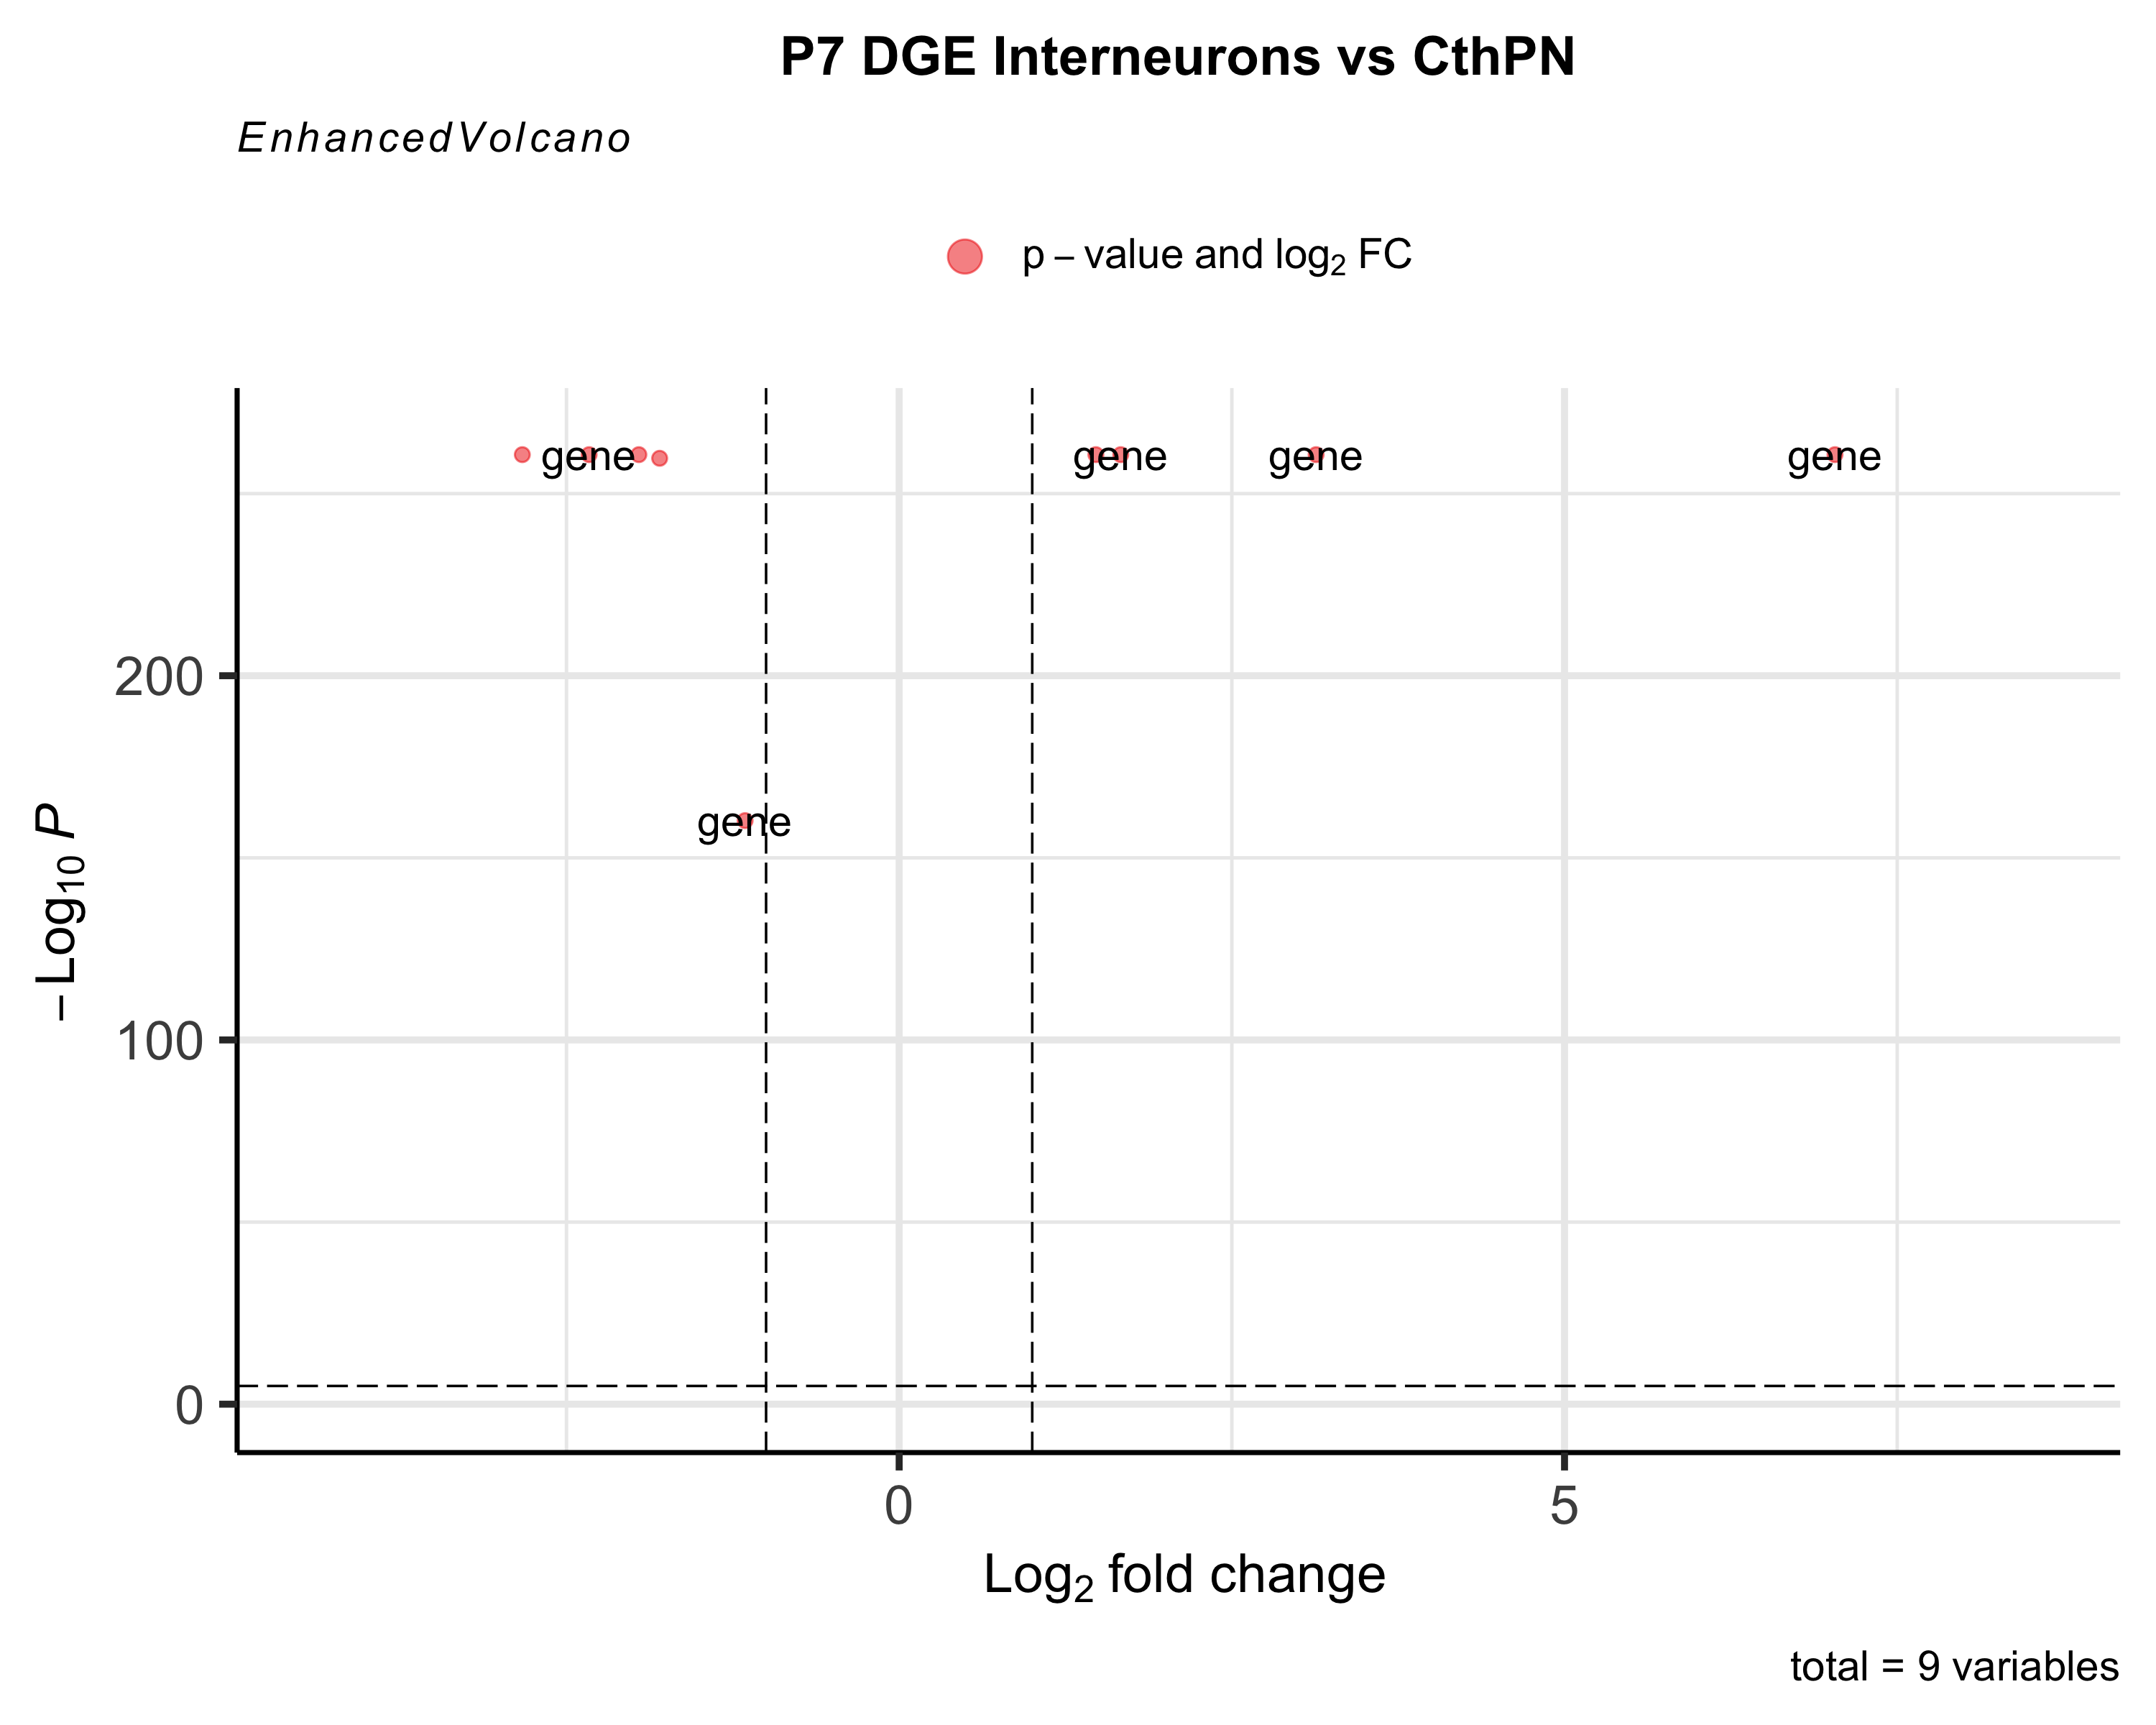 P7 DGE Interneurons vs CthPN
EnhancedVolcano
p – value and log₂ FC
gene gene gene gene
200
gene
– Log₁₀ P
100
0
0 5
Log₂ fold change
total = 9 variables